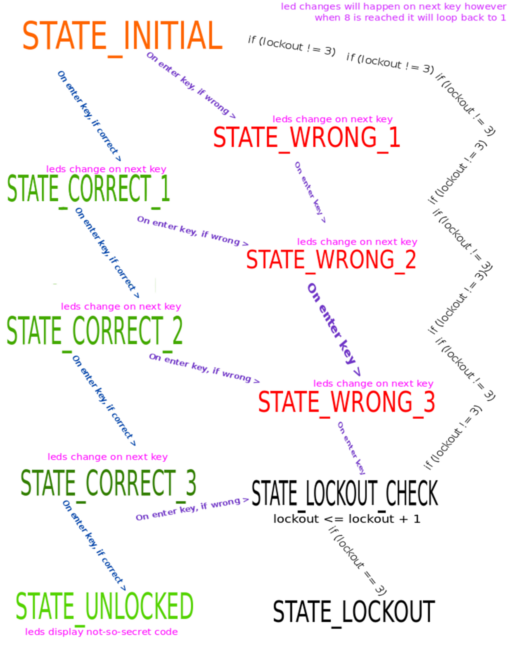 led changes will happen on next key however
when 8 is reached it will loop back to 1
STATE_INITIAL
if (lockout != 3)
if (lockout != 3)
if (lockout != 3)
On enter key, if correct >
On enter key, if wrong >
leds change on next key
STATE_WRONG_1
if (lockout != 3)
leds change on next key
STATE_CORRECT_1
On enter key >
On enter key, if correct >
On enter key, if wrong >
if (lockout != 3)
leds change on next key
STATE_WRONG_2
if (lockout != 3)
leds change on next key
STATE_CORRECT_2
On enter key >
if (lockout != 3)
On enter key, if correct >
On enter key, if wrong >
leds change on next key
STATE_WRONG_3
On enter key
if (lockout != 3)
leds change on next key
STATE_CORRECT_3
STATE_LOCKOUT_CHECK
lockout <= lockout + 1
On enter key, if correct >
On enter key, if wrong >
if (lockout == 3)
STATE_UNLOCKED
leds display not-so-secret code
STATE_LOCKOUT